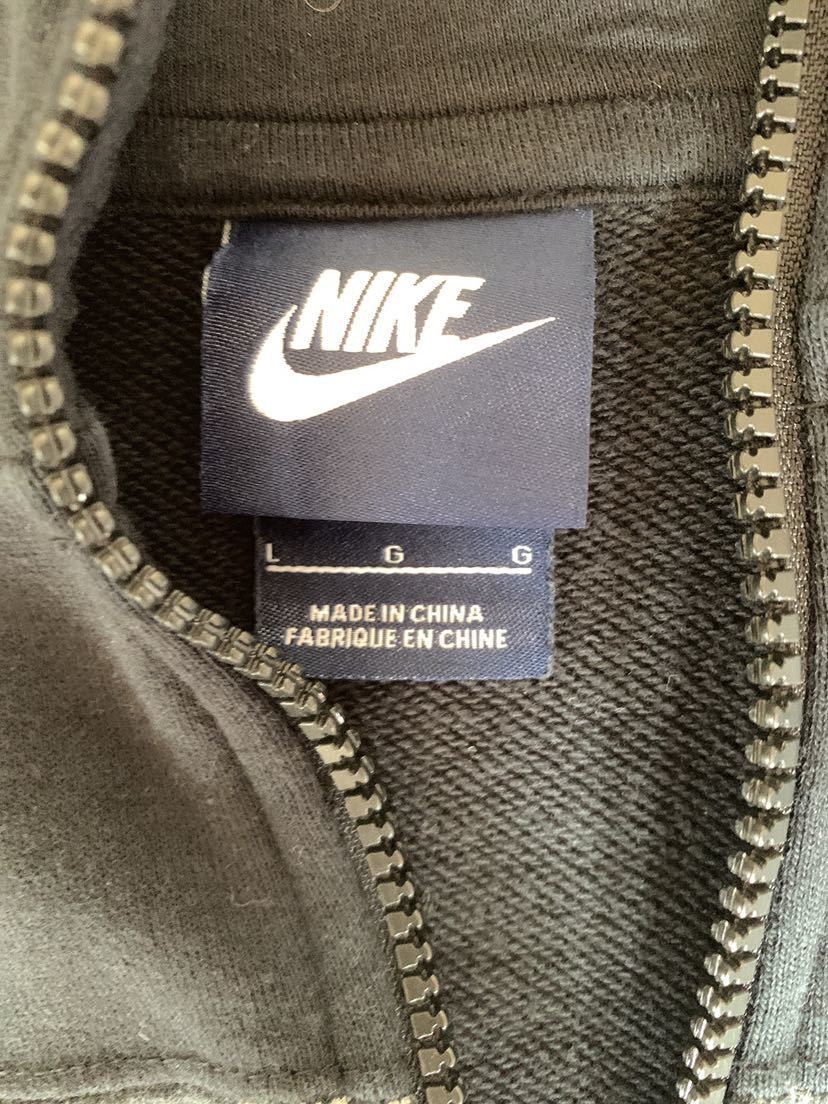 NIKE
L G G
MADE IN CHINA
FABRIQUE EN CHINE